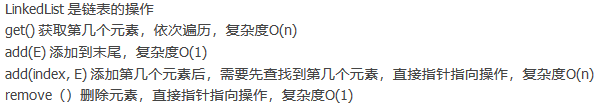 LinkedList 是链表的操作
get() 获取第几个元素，依次遍历，复杂度O(n)
add(E) 添加到末尾，复杂度O(1)
add(index, E) 添加第几个元素后，需要先查找到第几个元素，直接指针指向操作，复杂度O(n)
remove（）删除元素，直接指针指向操作，复杂度O(1)